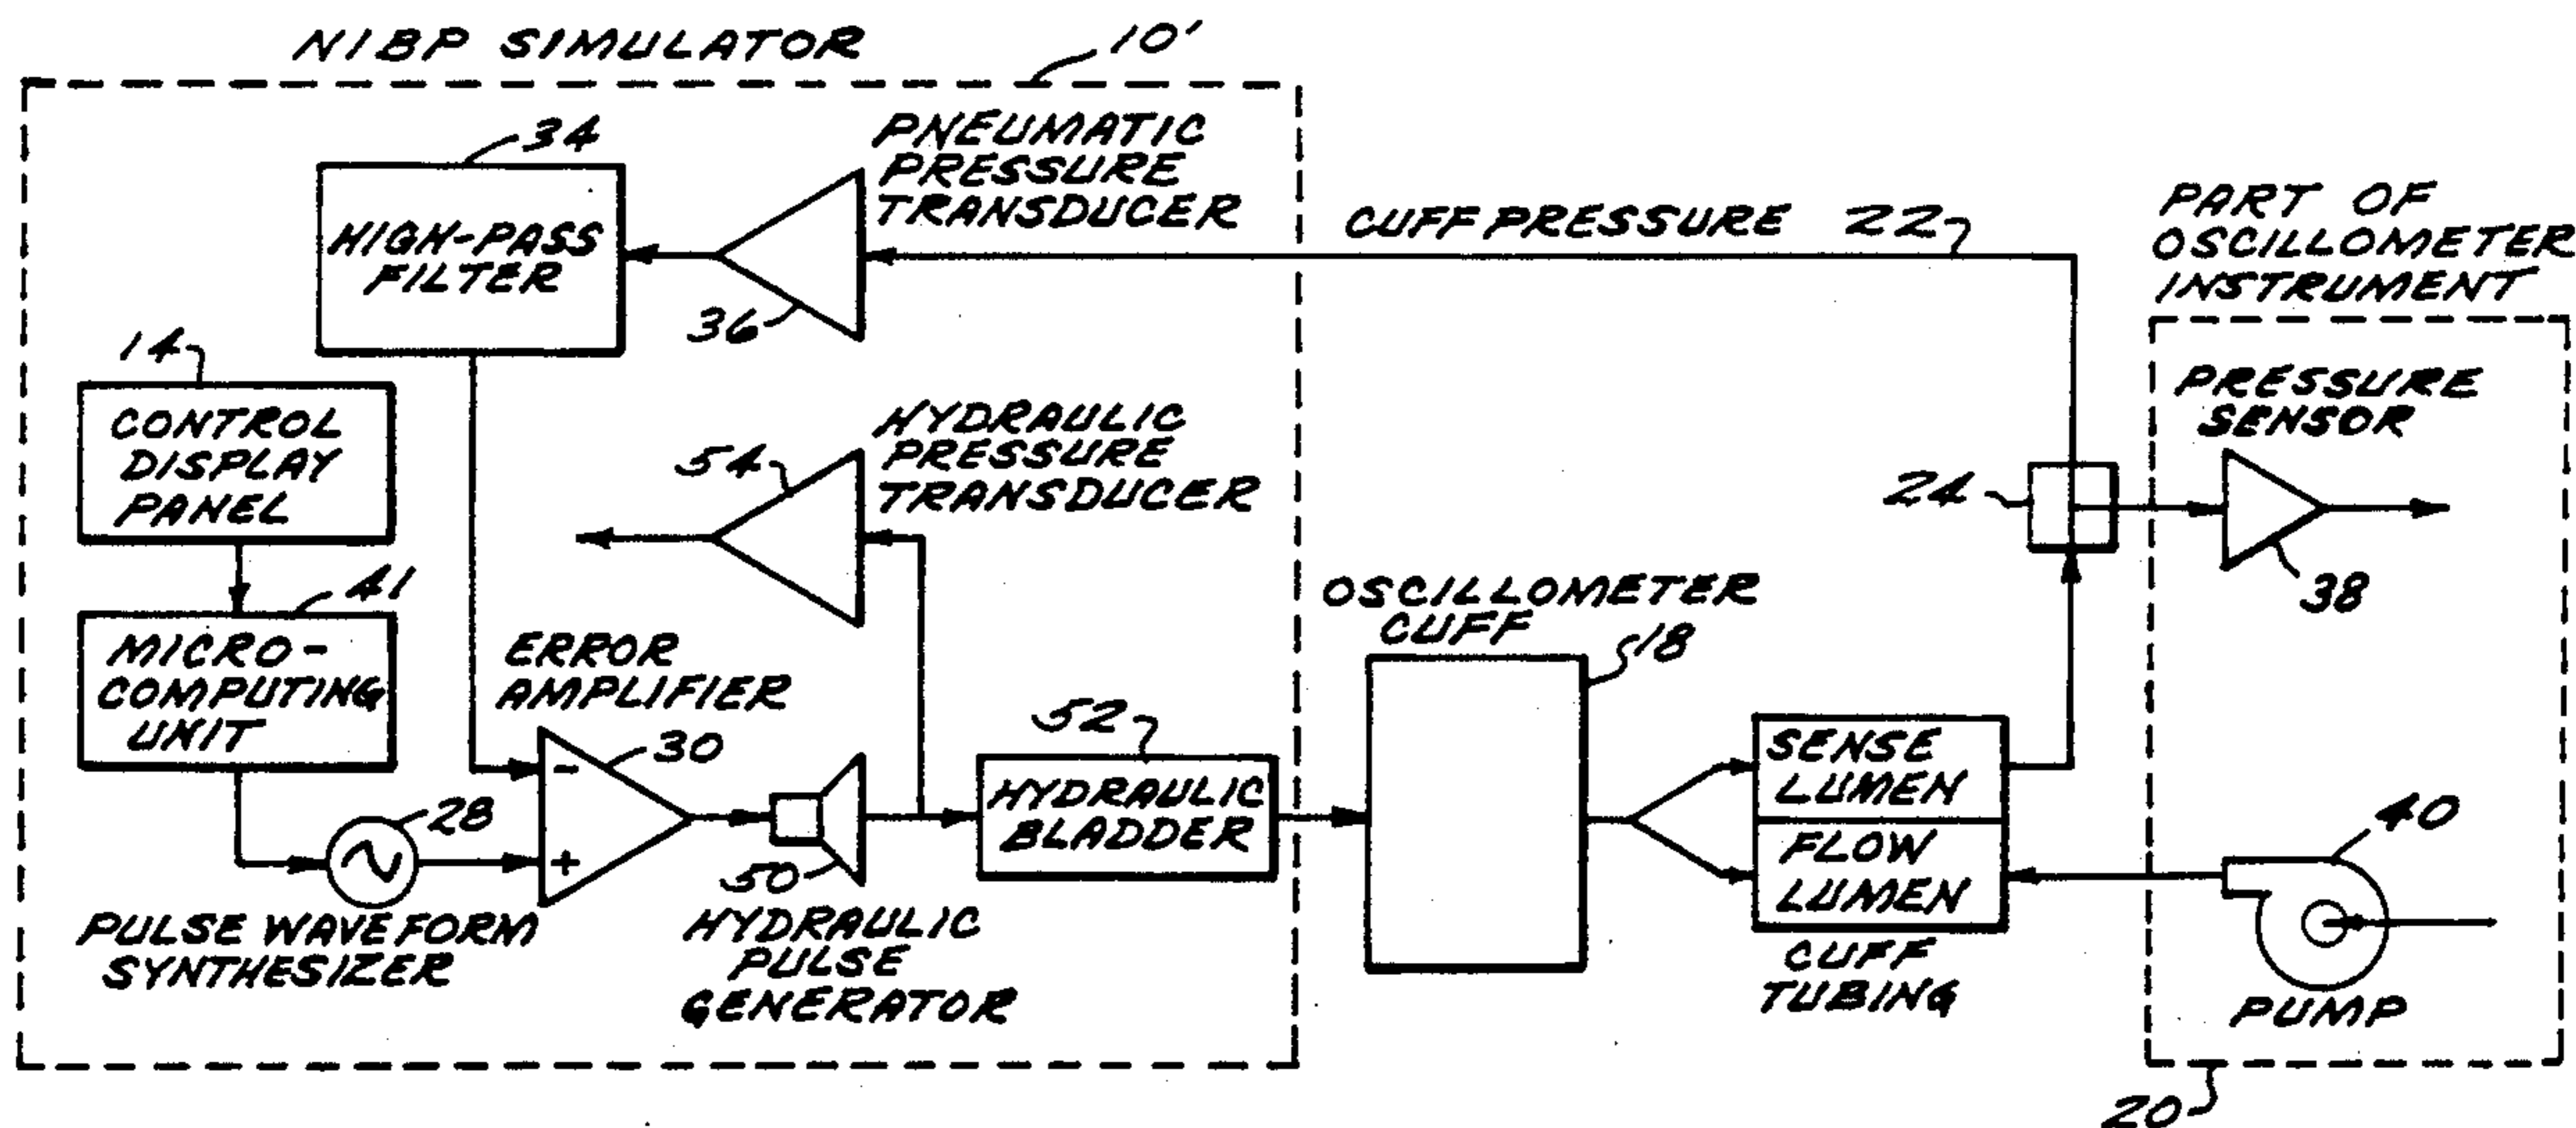 NIBP SIMULATOR
10'
34
PNEUMATIC
PRESSURE
TRANSDUCER
HIGH-PASS
FILTER
36
CUFF PRESSURE 22
PART OF
OSCILLOMETER
INSTRUMENT
14
CONTROL
DISPLAY
PANEL
54
HYDRAULIC
PRESSURE
TRANSDUCER
PRESSURE
SENSOR
24
38
41
MICRO-
COMPUTING
UNIT
ERROR
AMPLIFIER
30
-
+
28
PULSE WAVEFORM
SYNTHESIZER
50
HYDRAULIC
PULSE
GENERATOR
52
HYDRAULIC
BLADDER
OSCILLOMETER
CUFF
18
SENSE
LUMEN
FLOW
LUMEN
CUFF
TUBING
40
PUMP
20